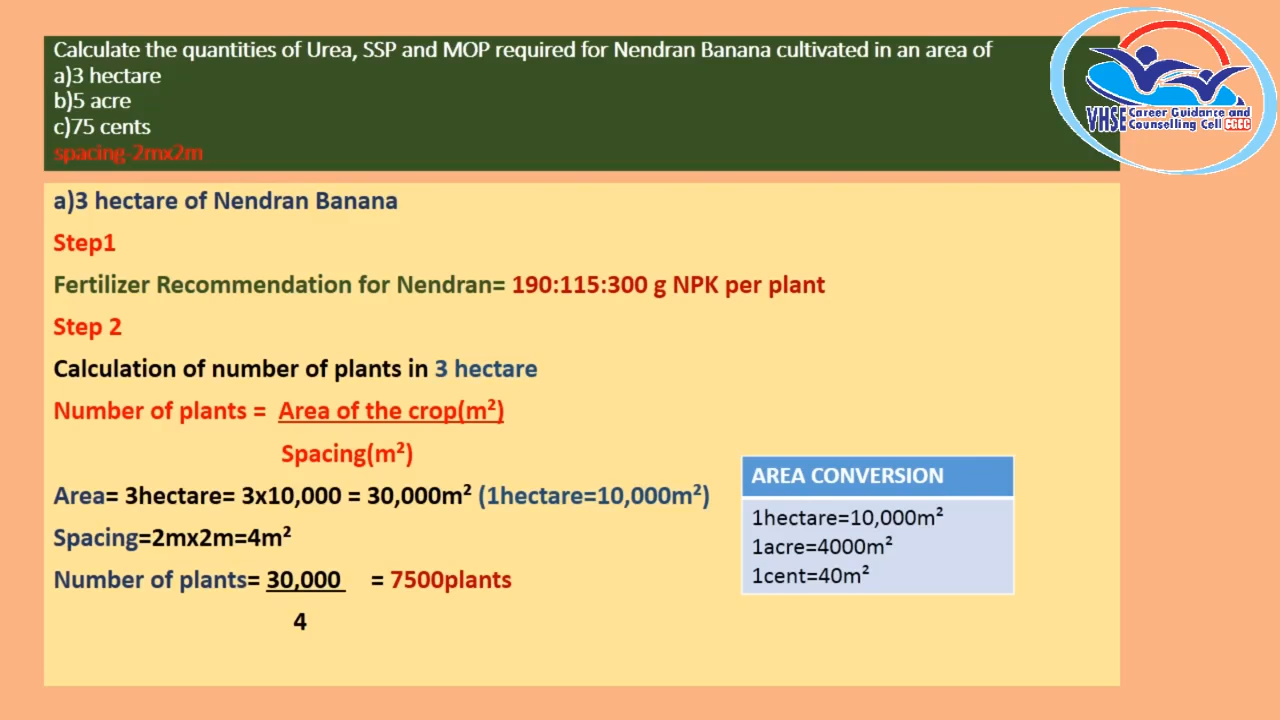 Calculate the quantities of Urea, SSP and MOP required for Nendran Banana cultivated in an area of
a)3 hectare
b)5 acre
c)75 cents
spacing-2mx2m
VHSE Career Guidance and
Counselling Cell CGCC
a)3 hectare of Nendran Banana
Step1
Fertilizer Recommendation for Nendran= 190:115:300 g NPK per plant
Step 2
Calculation of number of plants in 3 hectare
Number of plants = Area of the crop(m²)
Spacing(m²)
Area= 3hectare= 3x10,000 = 30,000m² (1hectare=10,000m²)
Spacing=2mx2m=4m²
Number of plants= 30,000 = 7500plants
4
AREA CONVERSION
1hectare=10,000m²
1acre=4000m²
1cent=40m²